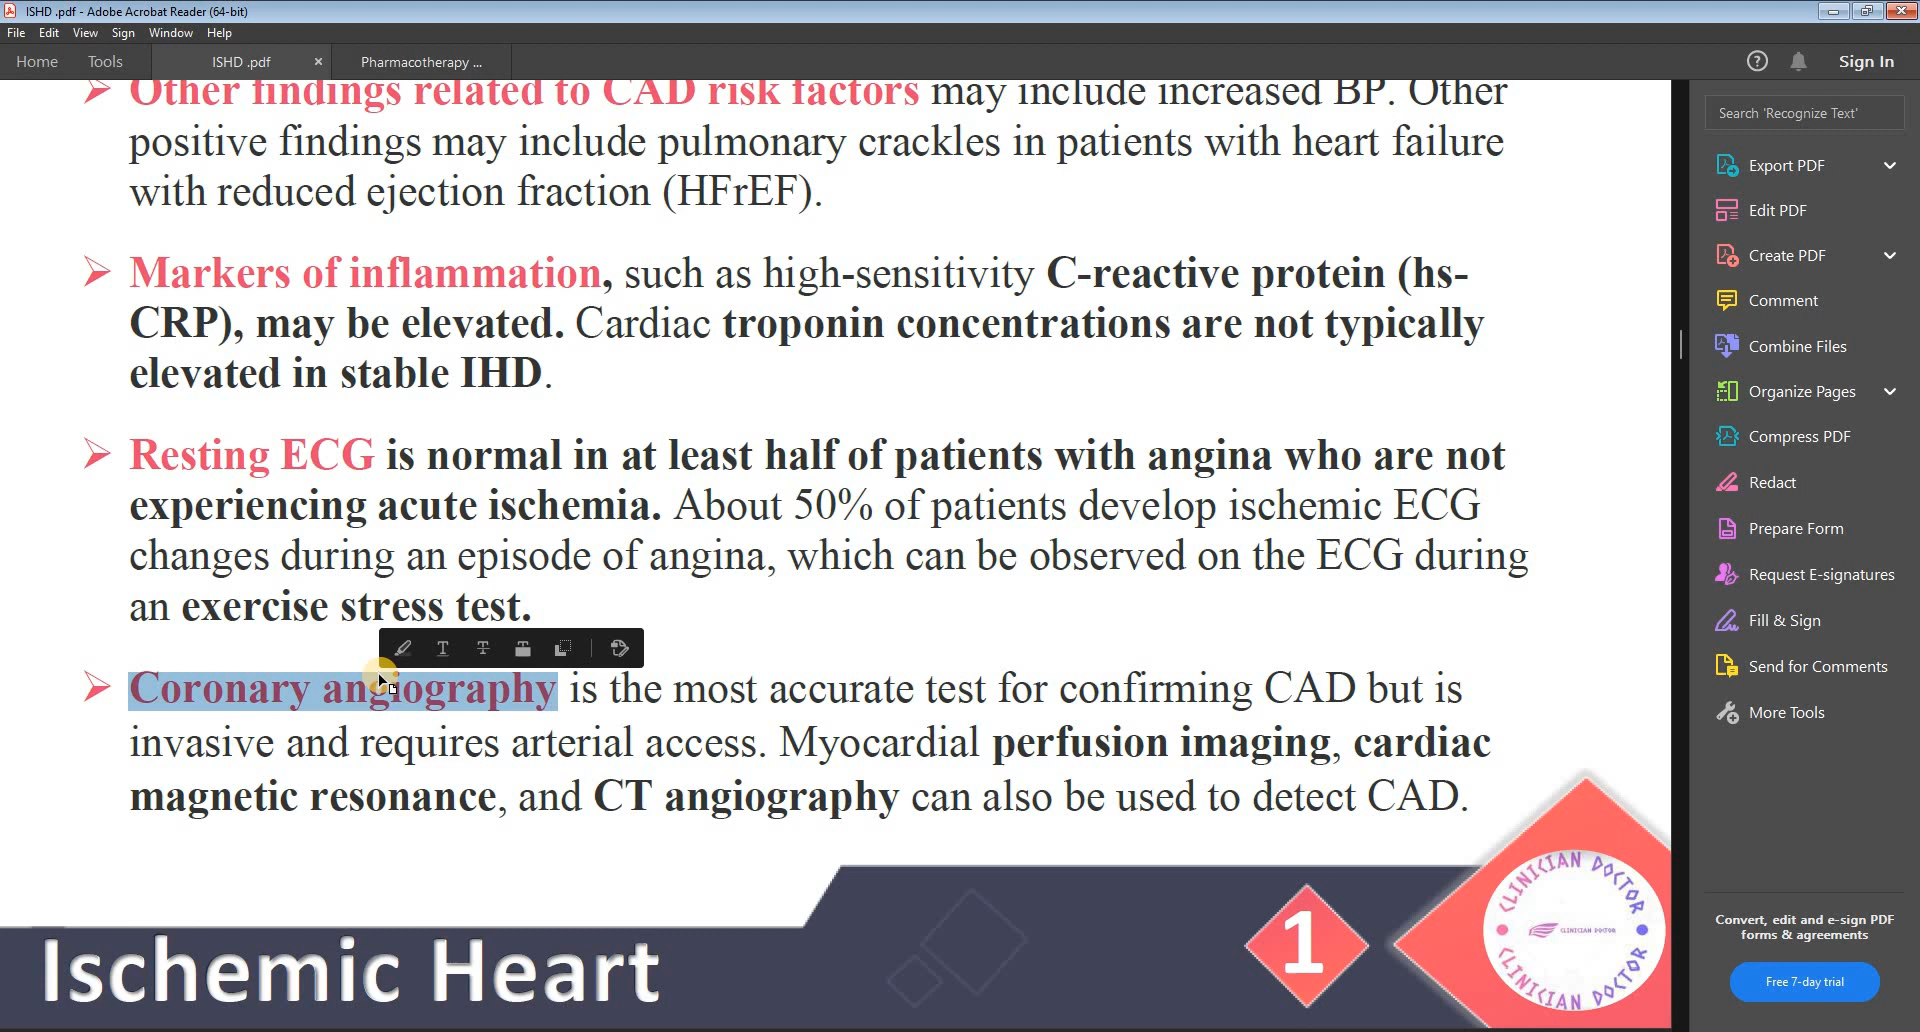 ISHD .pdf - Adobe Acrobat Reader (64-bit)
File Edit View Sign Window Help
Home Tools ISHD .pdf × Pharmacotherapy ... Sign In
Other findings related to CAD risk factors may include increased BP. Other
positive findings may include pulmonary crackles in patients with heart failure
with reduced ejection fraction (HFrEF).
Markers of inflammation, such as high-sensitivity C-reactive protein (hs-
CRP), may be elevated. Cardiac troponin concentrations are not typically
elevated in stable IHD.
Resting ECG is normal in at least half of patients with angina who are not
experiencing acute ischemia. About 50% of patients develop ischemic ECG
changes during an episode of angina, which can be observed on the ECG during
an exercise stress test.
Coronary angiography is the most accurate test for confirming CAD but is
invasive and requires arterial access. Myocardial perfusion imaging, cardiac
magnetic resonance, and CT angiography can also be used to detect CAD.
Ischemic Heart
1
CLINICIAN DOCTOR
CLINICIAN DOCTOR
CLINICIAN DOCTOR
Search 'Recognize Text'
Export PDF
Edit PDF
Create PDF
Comment
Combine Files
Organize Pages
Compress PDF
Redact
Prepare Form
Request E-signatures
Fill & Sign
Send for Comments
More Tools
Convert, edit and e-sign PDF
forms & agreements
Free 7-day trial